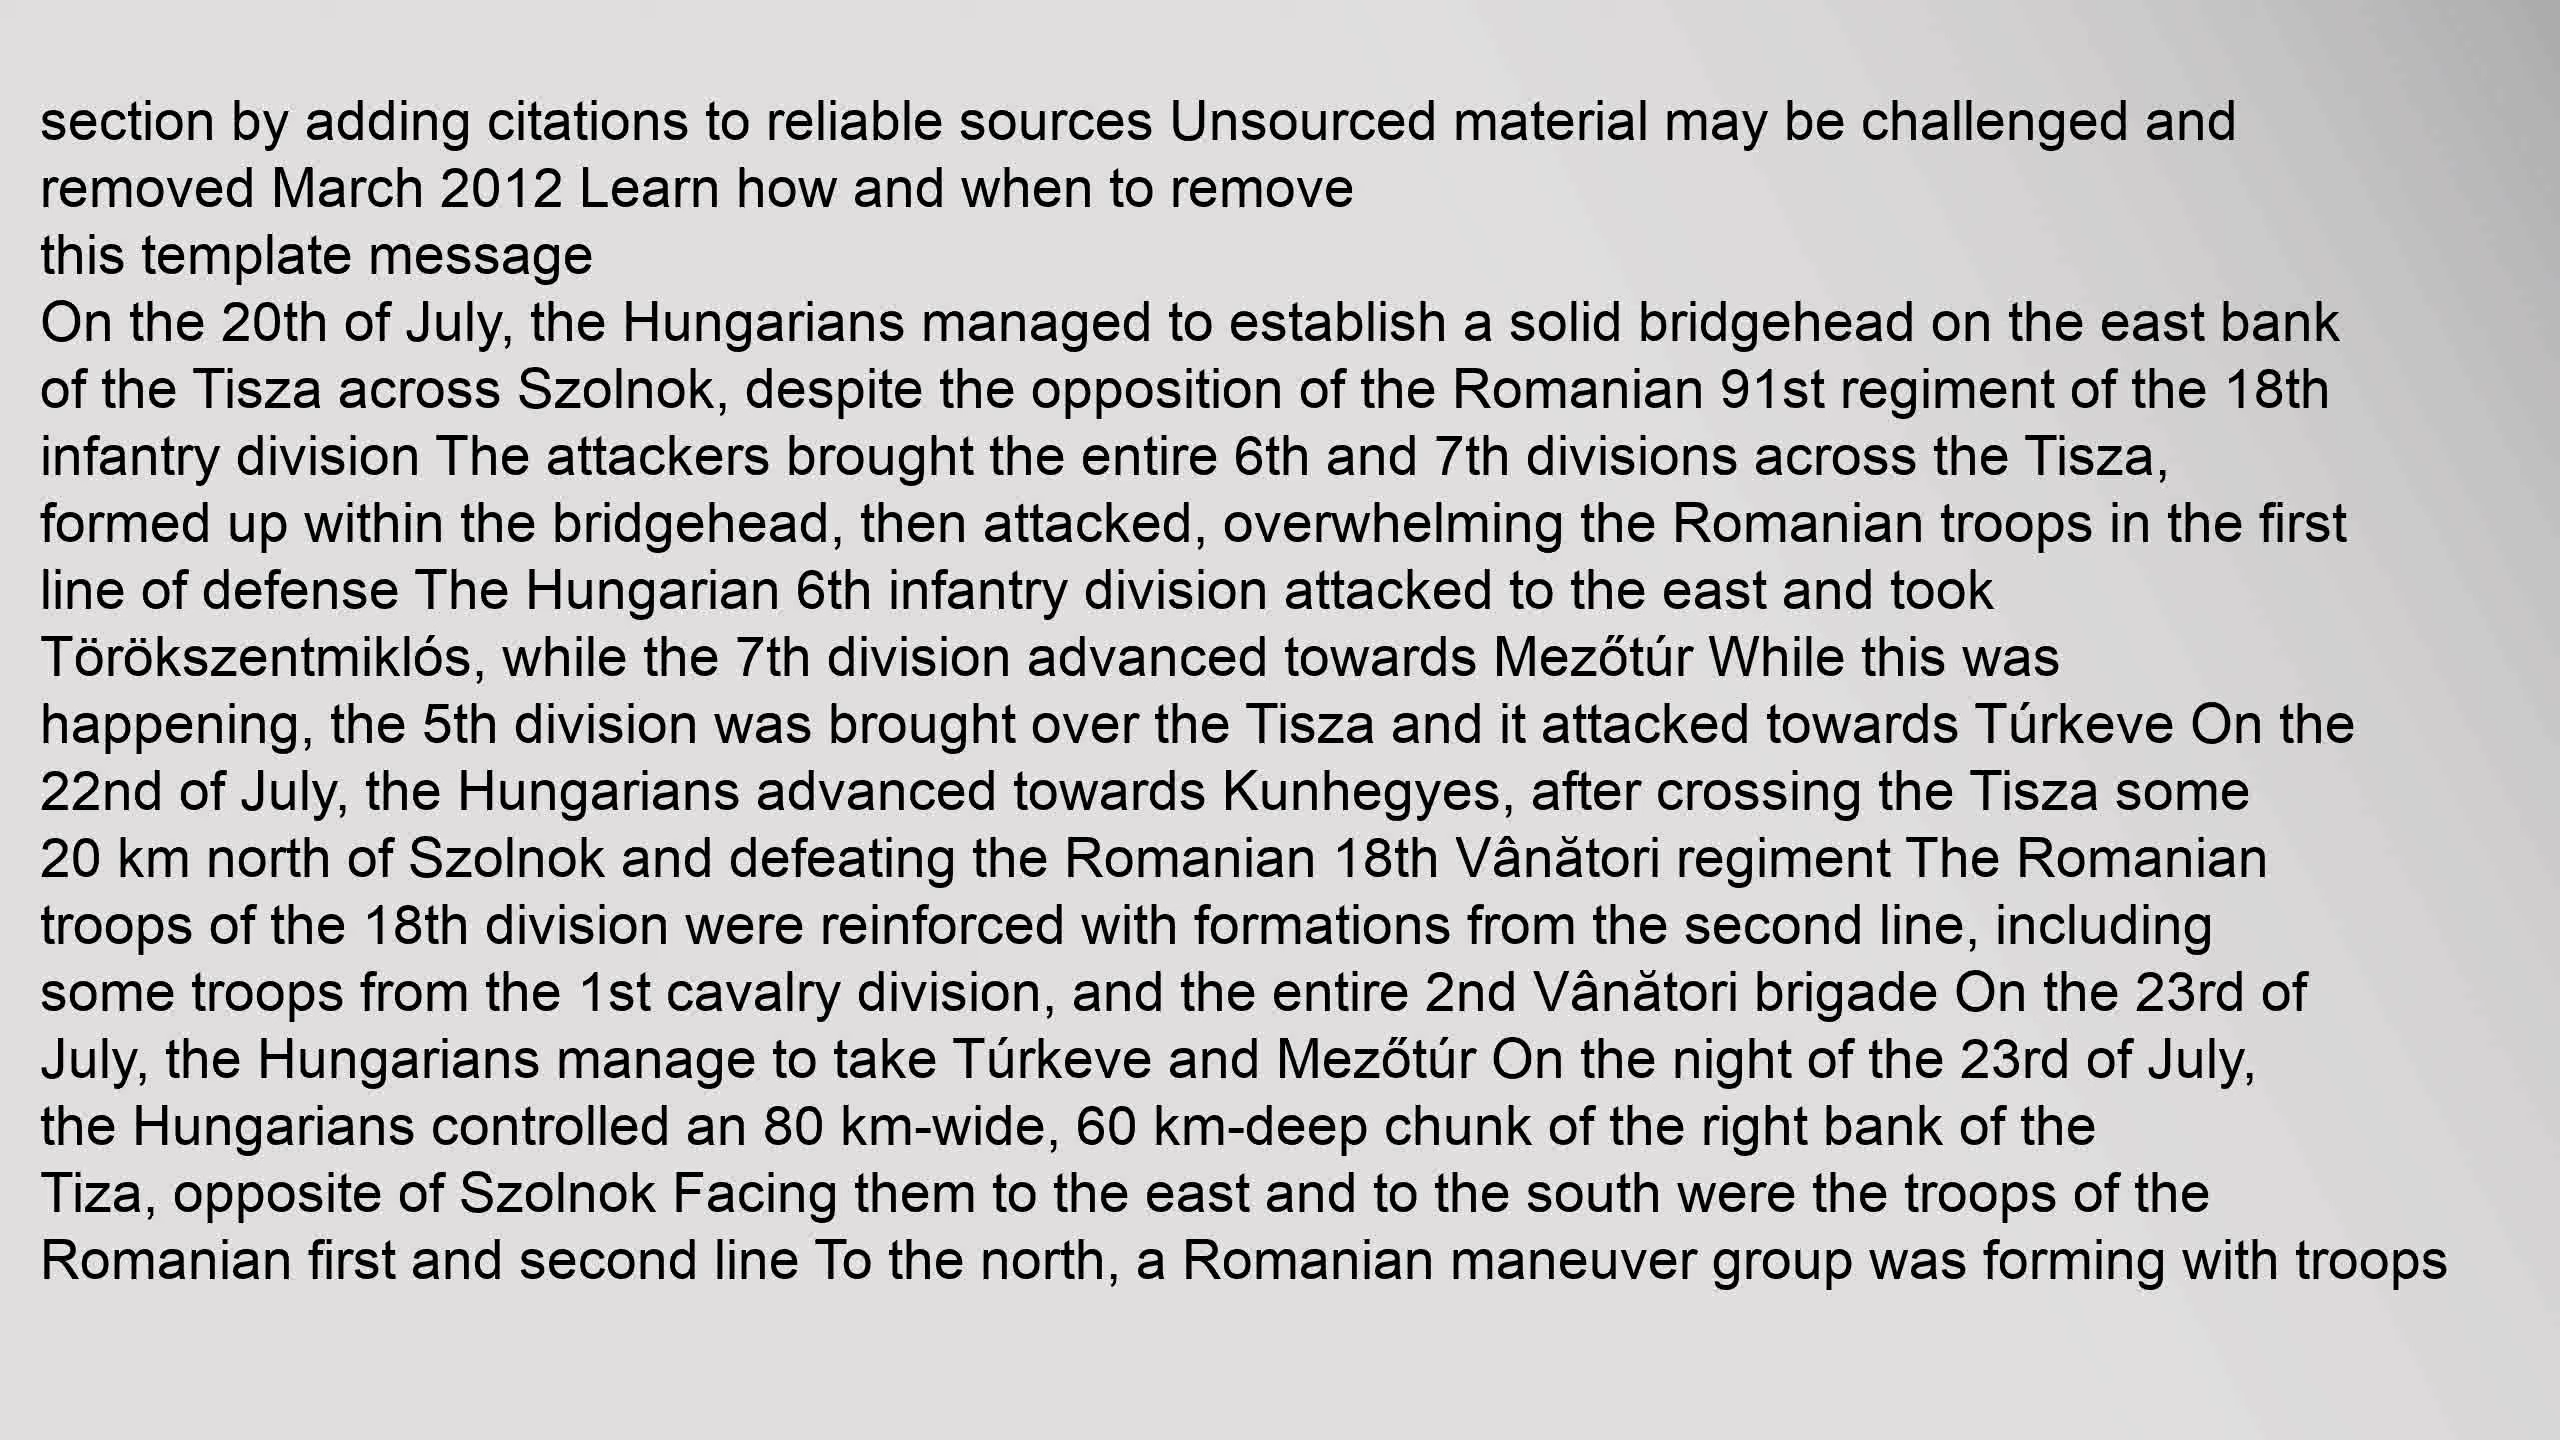 section by adding citations to reliable sources Unsourced material may be challenged and
removed March 2012 Learn how and when to remove
this template message
On the 20th of July, the Hungarians managed to establish a solid bridgehead on the east bank
of the Tisza across Szolnok, despite the opposition of the Romanian 91st regiment of the 18th
infantry division The attackers brought the entire 6th and 7th divisions across the Tisza,
formed up within the bridgehead, then attacked, overwhelming the Romanian troops in the first
line of defense The Hungarian 6th infantry division attacked to the east and took
Törökszentmiklós, while the 7th division advanced towards Mezőtúr While this was
happening, the 5th division was brought over the Tisza and it attacked towards Túrkeve On the
22nd of July, the Hungarians advanced towards Kunhegyes, after crossing the Tisza some
20 km north of Szolnok and defeating the Romanian 18th Vânători regiment The Romanian
troops of the 18th division were reinforced with formations from the second line, including
some troops from the 1st cavalry division, and the entire 2nd Vânători brigade On the 23rd of
July, the Hungarians manage to take Túrkeve and Mezőtúr On the night of the 23rd of July,
the Hungarians controlled an 80 km-wide, 60 km-deep chunk of the right bank of the
Tiza, opposite of Szolnok Facing them to the east and to the south were the troops of the
Romanian first and second line To the north, a Romanian maneuver group was forming with troops